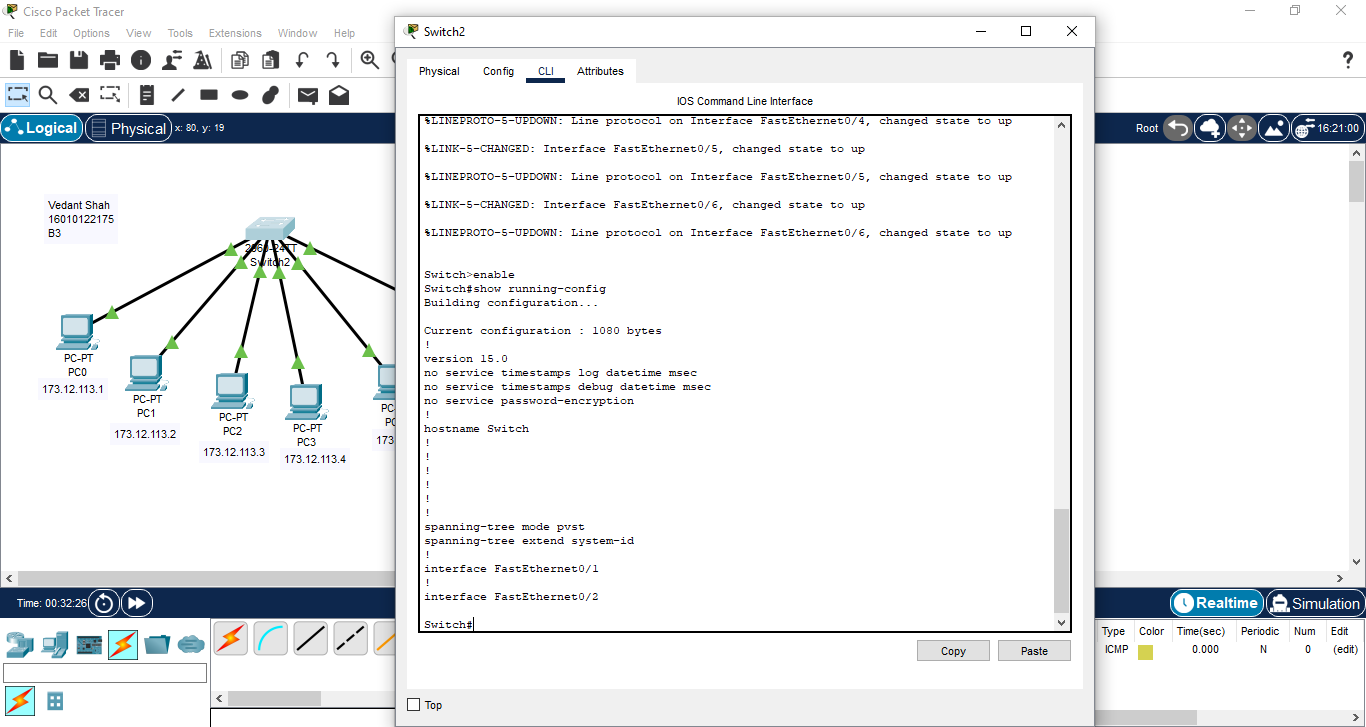 Cisco Packet Tracer
File Edit Options View Tools Extensions Window Help
Logical
Physical
x: 80, y: 19
Root
16:21:00
Vedant Shah
16010122175
B3
2960-24TT
Switch2
PC-PT
PC0
173.12.113.1
PC-PT
PC1
173.12.113.2
PC-PT
PC2
173.12.113.3
PC-PT
PC3
173.12.113.4
PC
173
Switch2
Physical Config CLI Attributes
IOS Command Line Interface
%LINEPROTO-5-UPDOWN: Line protocol on Interface FastEthernet0/4, changed state to up
%LINK-5-CHANGED: Interface FastEthernet0/5, changed state to up
%LINEPROTO-5-UPDOWN: Line protocol on Interface FastEthernet0/5, changed state to up
%LINK-5-CHANGED: Interface FastEthernet0/6, changed state to up
%LINEPROTO-5-UPDOWN: Line protocol on Interface FastEthernet0/6, changed state to up
Switch>enable
Switch#show running-config
Building configuration...
Current configuration : 1080 bytes
!
version 15.0
no service timestamps log datetime msec
no service timestamps debug datetime msec
no service password-encryption
!
hostname Switch
!
!
!
!
!
!
spanning-tree mode pvst
spanning-tree extend system-id
!
interface FastEthernet0/1
!
interface FastEthernet0/2
Switch#
Copy Paste
Top
Time: 00:32:26
Realtime
Simulation
Type Color Time(sec) Periodic Num Edit
ICMP 0.000 N 0 (edit)